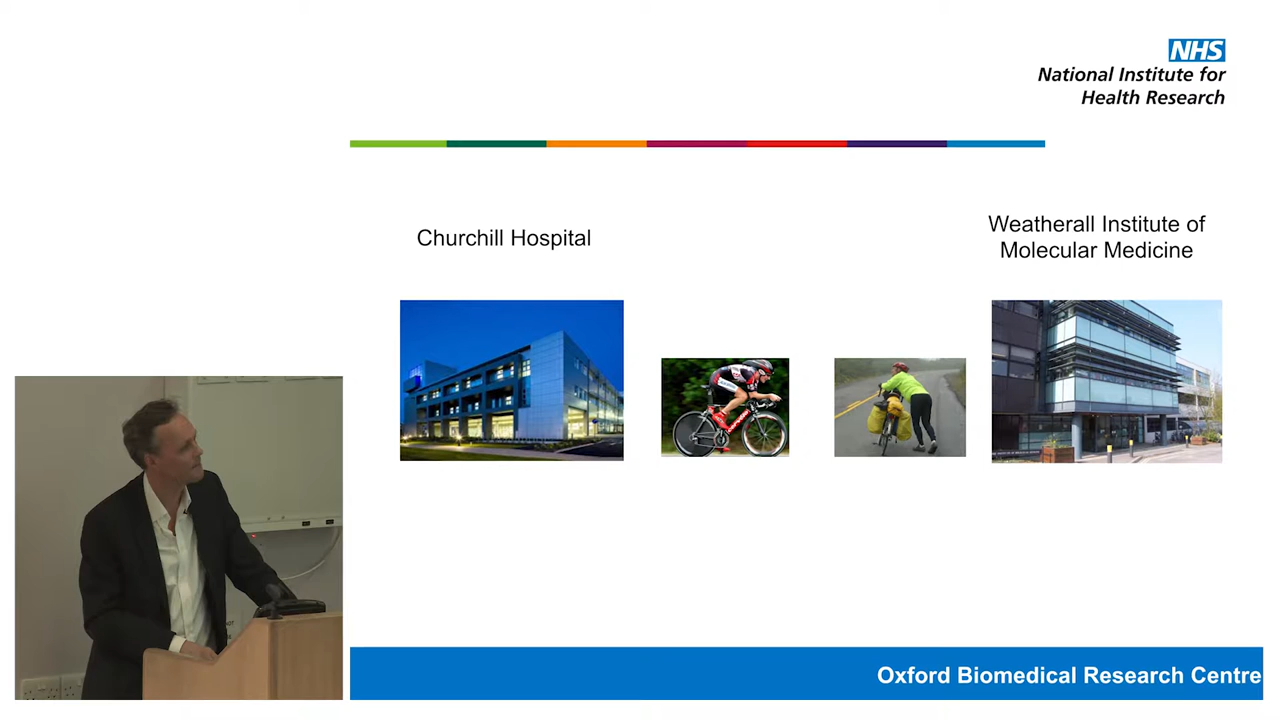 NHS
National Institute for
Health Research
Churchill Hospital
Weatherall Institute of
Molecular Medicine
Oxford Biomedical Research Centre